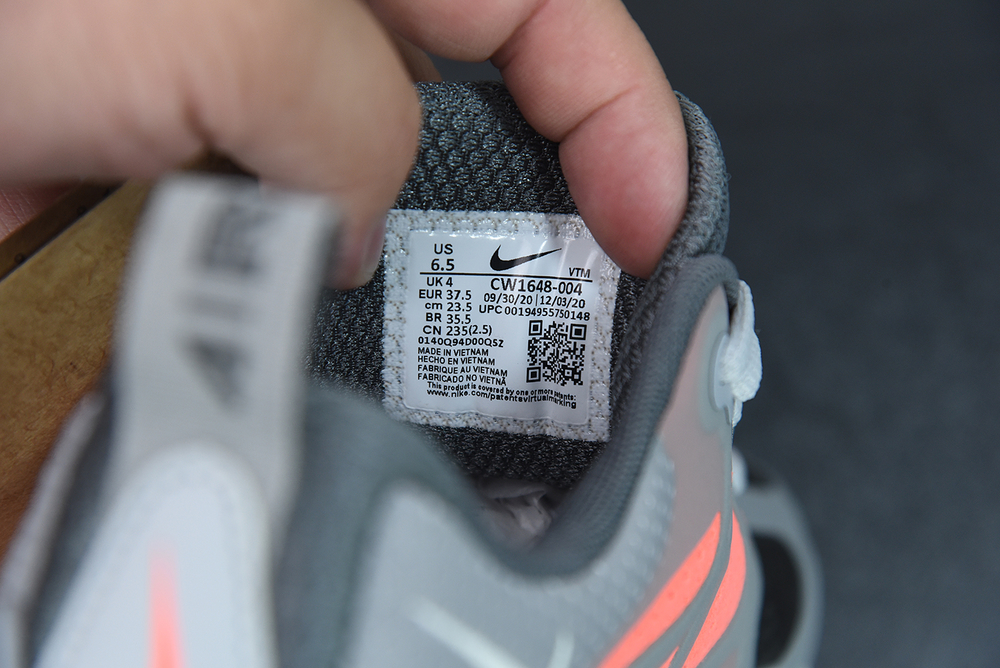 US
6.5
VTM
UK 4
CW1648-004
EUR 37.5
09/30/20 | 12/03/20
cm 23.5
UPC 00194955750148
BR 35.5
CN 235(2.5)
0140Q94D00Q5Z
MADE IN VIETNAM
HECHO EN VIETNAM
FABRIQUE AU VIETNAM
FABRICADO NO VIETNÃ
This product is covered by one or more patents:
www.nike.com/patentsvirtualmarking
AIR